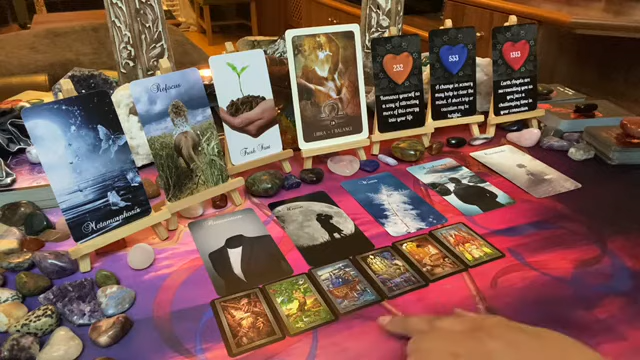 Metamorphosis
Refocus
Fresh Start
LIBRA - I BALANCE
232
Romance yourself as
a way of attracting
more of this energy
into your life
533
A change in scenery
may help to clear the
mind. A short trip or
vacation may be
helpful.
1313
Earth Angels are
surrounding you as
you face a
challenging time in
your connection